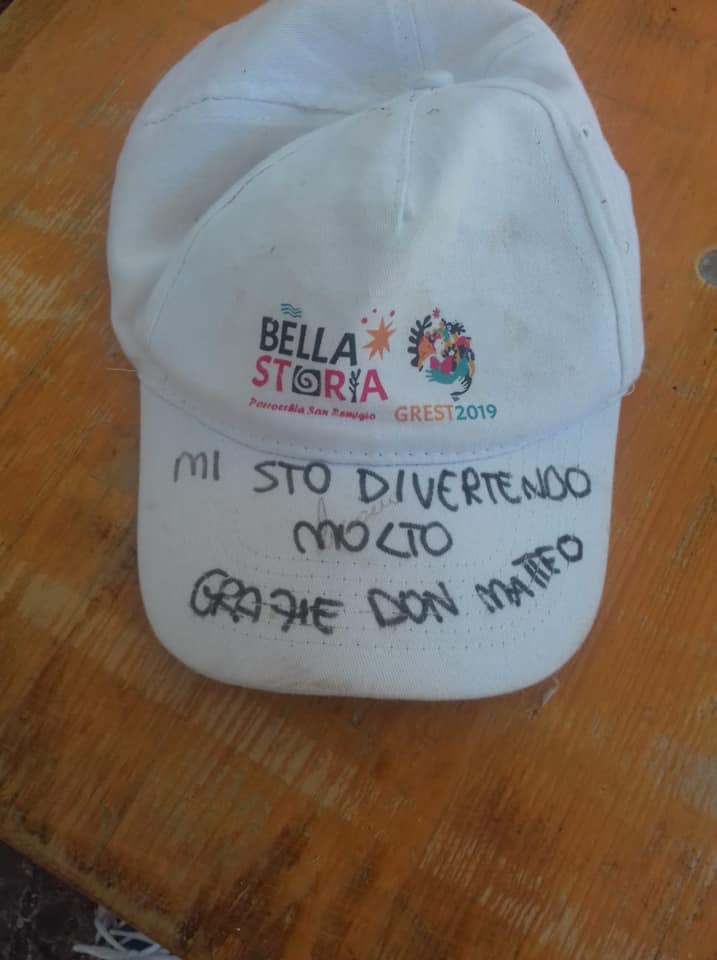 BELLA
STORIA
Parrocchia San Remigio
GREST2019
MI STO DIVERTENDO
MOLTO
GRAZIE DON MATTEO